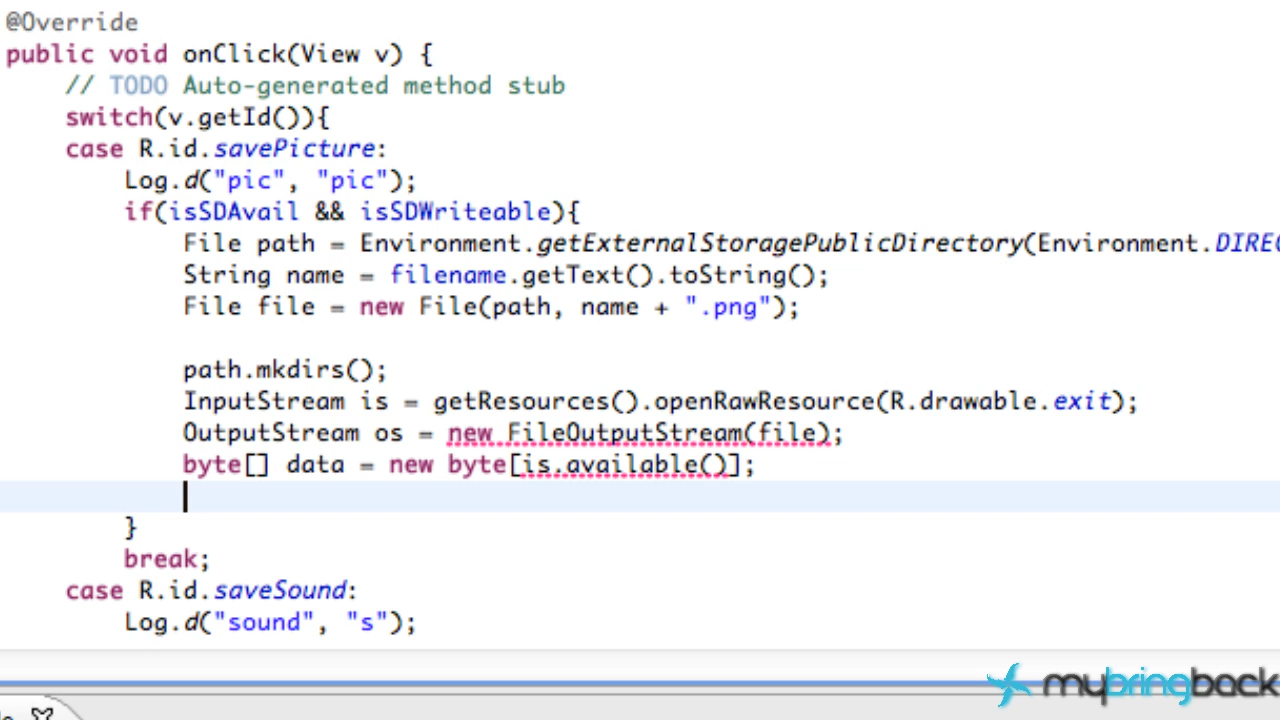 @Override
public void onClick(View v) {
// TODO Auto-generated method stub
switch(v.getId()){
case R.id.savePicture:
Log.d("pic", "pic");
if(isSDAvail && isSDWriteable){
File path = Environment.getExternalStoragePublicDirectory(Environment.DIREC
String name = filename.getText().toString();
File file = new File(path, name + ".png");
path.mkdirs();
InputStream is = getResources().openRawResource(R.drawable.exit);
OutputStream os = new FileOutputStream(file);
byte[] data = new byte[is.available()];
}
break;
case R.id.saveSound:
Log.d("sound", "s");
mybringback